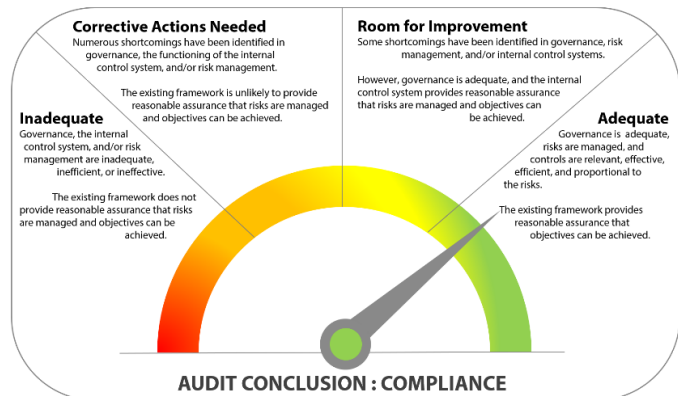 Corrective Actions Needed
Numerous shortcomings have been identified in
governance, the functioning of the internal
control system, and/or risk management.
The existing framework is unlikely to provide
reasonable assurance that risks are managed
and objectives can be achieved.
Room for Improvement
Some shortcomings have been identified in governance, risk
management, and/or internal control systems.
However, governance is adequate, and the internal
control system provides reasonable assurance
that risks are managed and objectives can
be achieved.
Inadequate
Governance, the internal
control system, and/or risk
management are inadequate,
inefficient, or ineffective.
The existing framework does not
provide reasonable assurance that risks
are managed and objectives can be
achieved.
Adequate
Governance is adequate,
risks are managed, and
controls are relevant, effective,
efficient, and proportional to
the risks.
The existing framework provides
reasonable assurance that
objectives can be achieved.
AUDIT CONCLUSION : COMPLIANCE